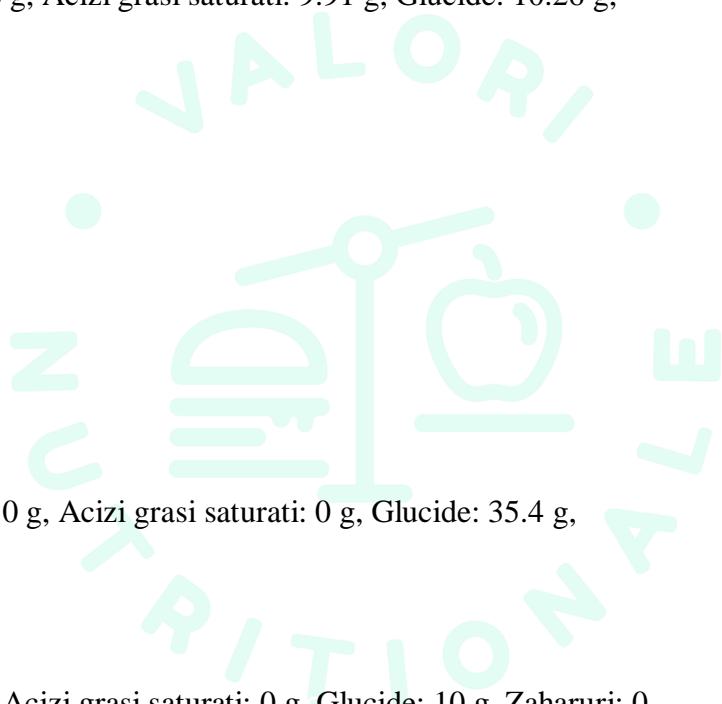 g, Acizi grasi saturati: 9.91 g, Glucide: 10.28 g,
VALORI
NUTRITIONALE
0 g, Acizi grasi saturati: 0 g, Glucide: 35.4 g,
Acizi grasi saturati: 0 g, Glucide: 10 g, Zaharuri: 0